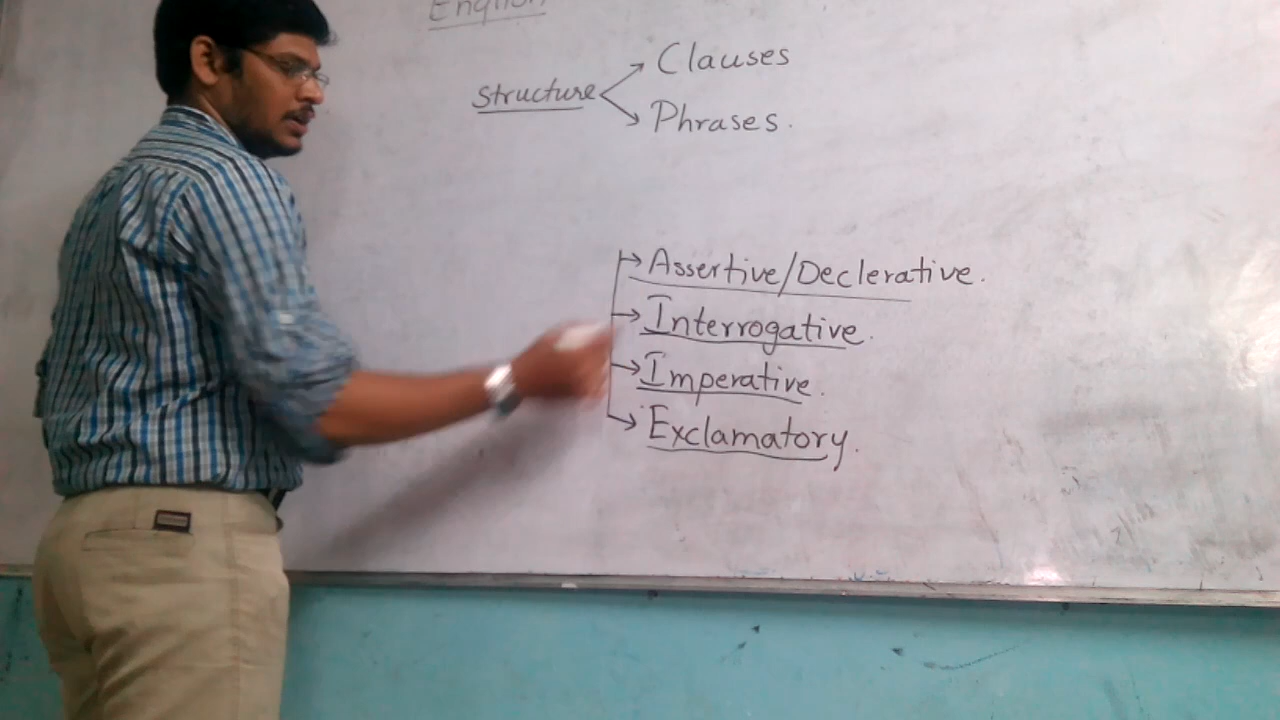 English
Structure
Clauses
Phrases.
Assertive/Declerative.
Interrogative.
Imperative.
Exclamatory.